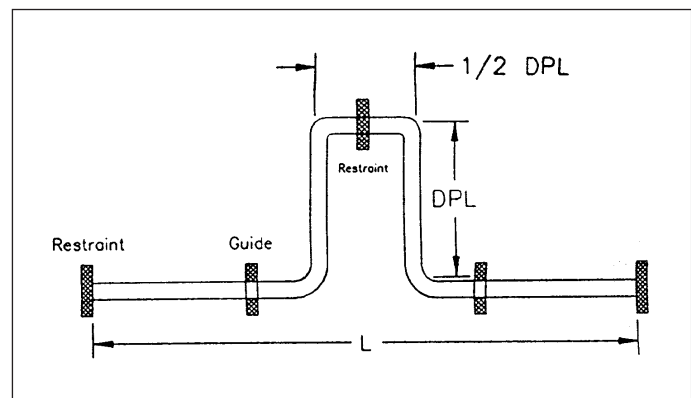 1/2 DPL
Restraint
DPL
Restraint
Guide
L